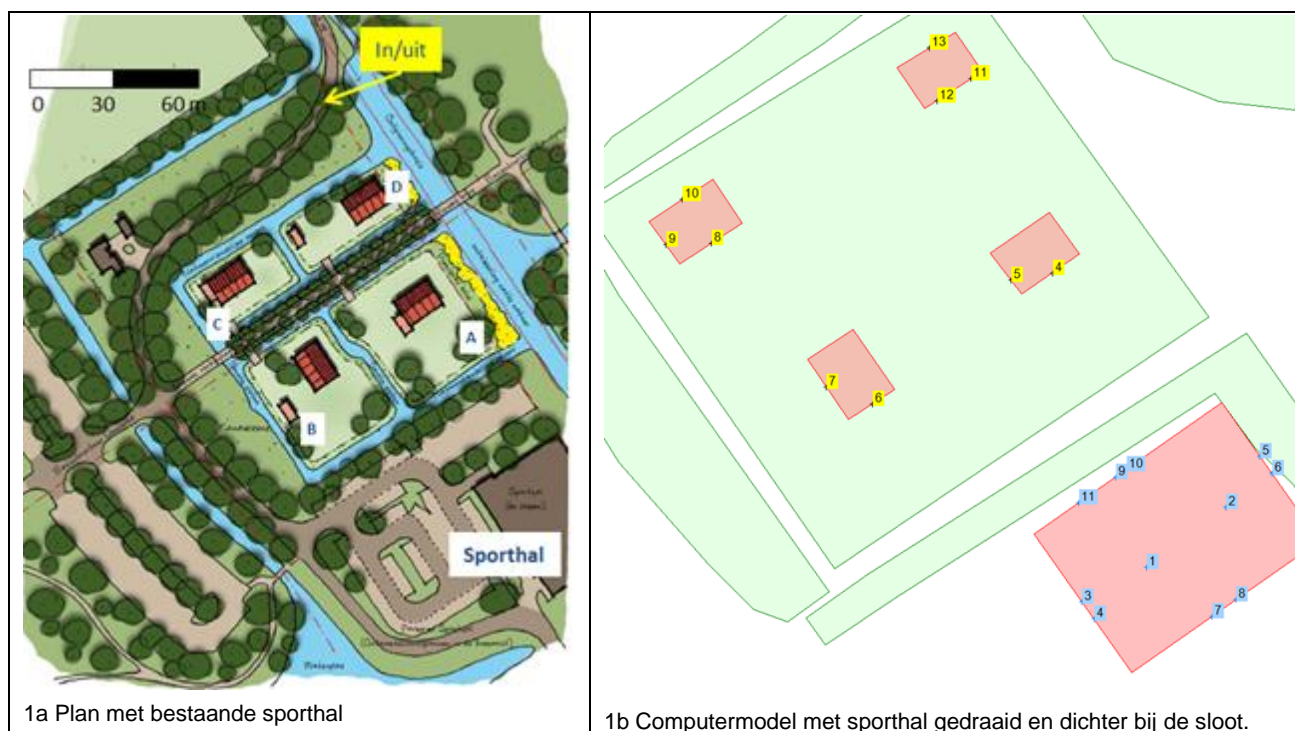 In/uit
0 30 60 m
D
C
A
B
Sporthal
1a Plan met bestaande sporthal
13
11
12
10
9
8
5
4
7
6
5
10
6
9
11
2
1
3
8
4
7
1b Computermodel met sporthal gedraaid en dichter bij de sloot.